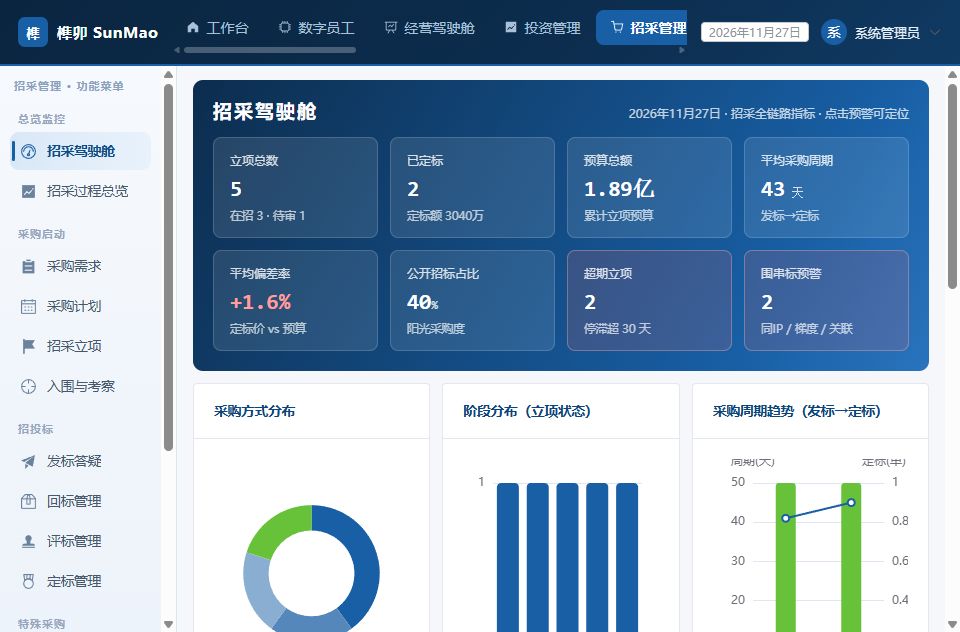 榫 榫卯 SunMao
工作台
数字员工
经营驾驶舱
投资管理
招采管理
2026年11月27日
系 系统管理员
招采管理 • 功能菜单
总览监控
招采驾驶舱
招采过程总览
采购启动
采购需求
采购计划
招采立项
入围与考察
招投标
发标答疑
回标管理
评标管理
定标管理
特殊采购
招采驾驶舱
2026年11月27日 · 招采全链路指标 · 点击预警可定位
立项总数
5
在招 3 · 待审 1
已定标
2
定标额 3040万
预算总额
1.89亿
累计立项预算
平均采购周期
43 天
发标→定标
平均偏差率
+1.6%
定标价 vs 预算
公开招标占比
40%
阳光采购度
超期立项
2
停滞超 30 天
围串标预警
2
同IP / 梯度 / 关联
采购方式分布
阶段分布（立项状态）
1
采购周期趋势（发标→定标）
周期(天)
定标(单)
50
40
30
20
1
0.8
0.6
0.4